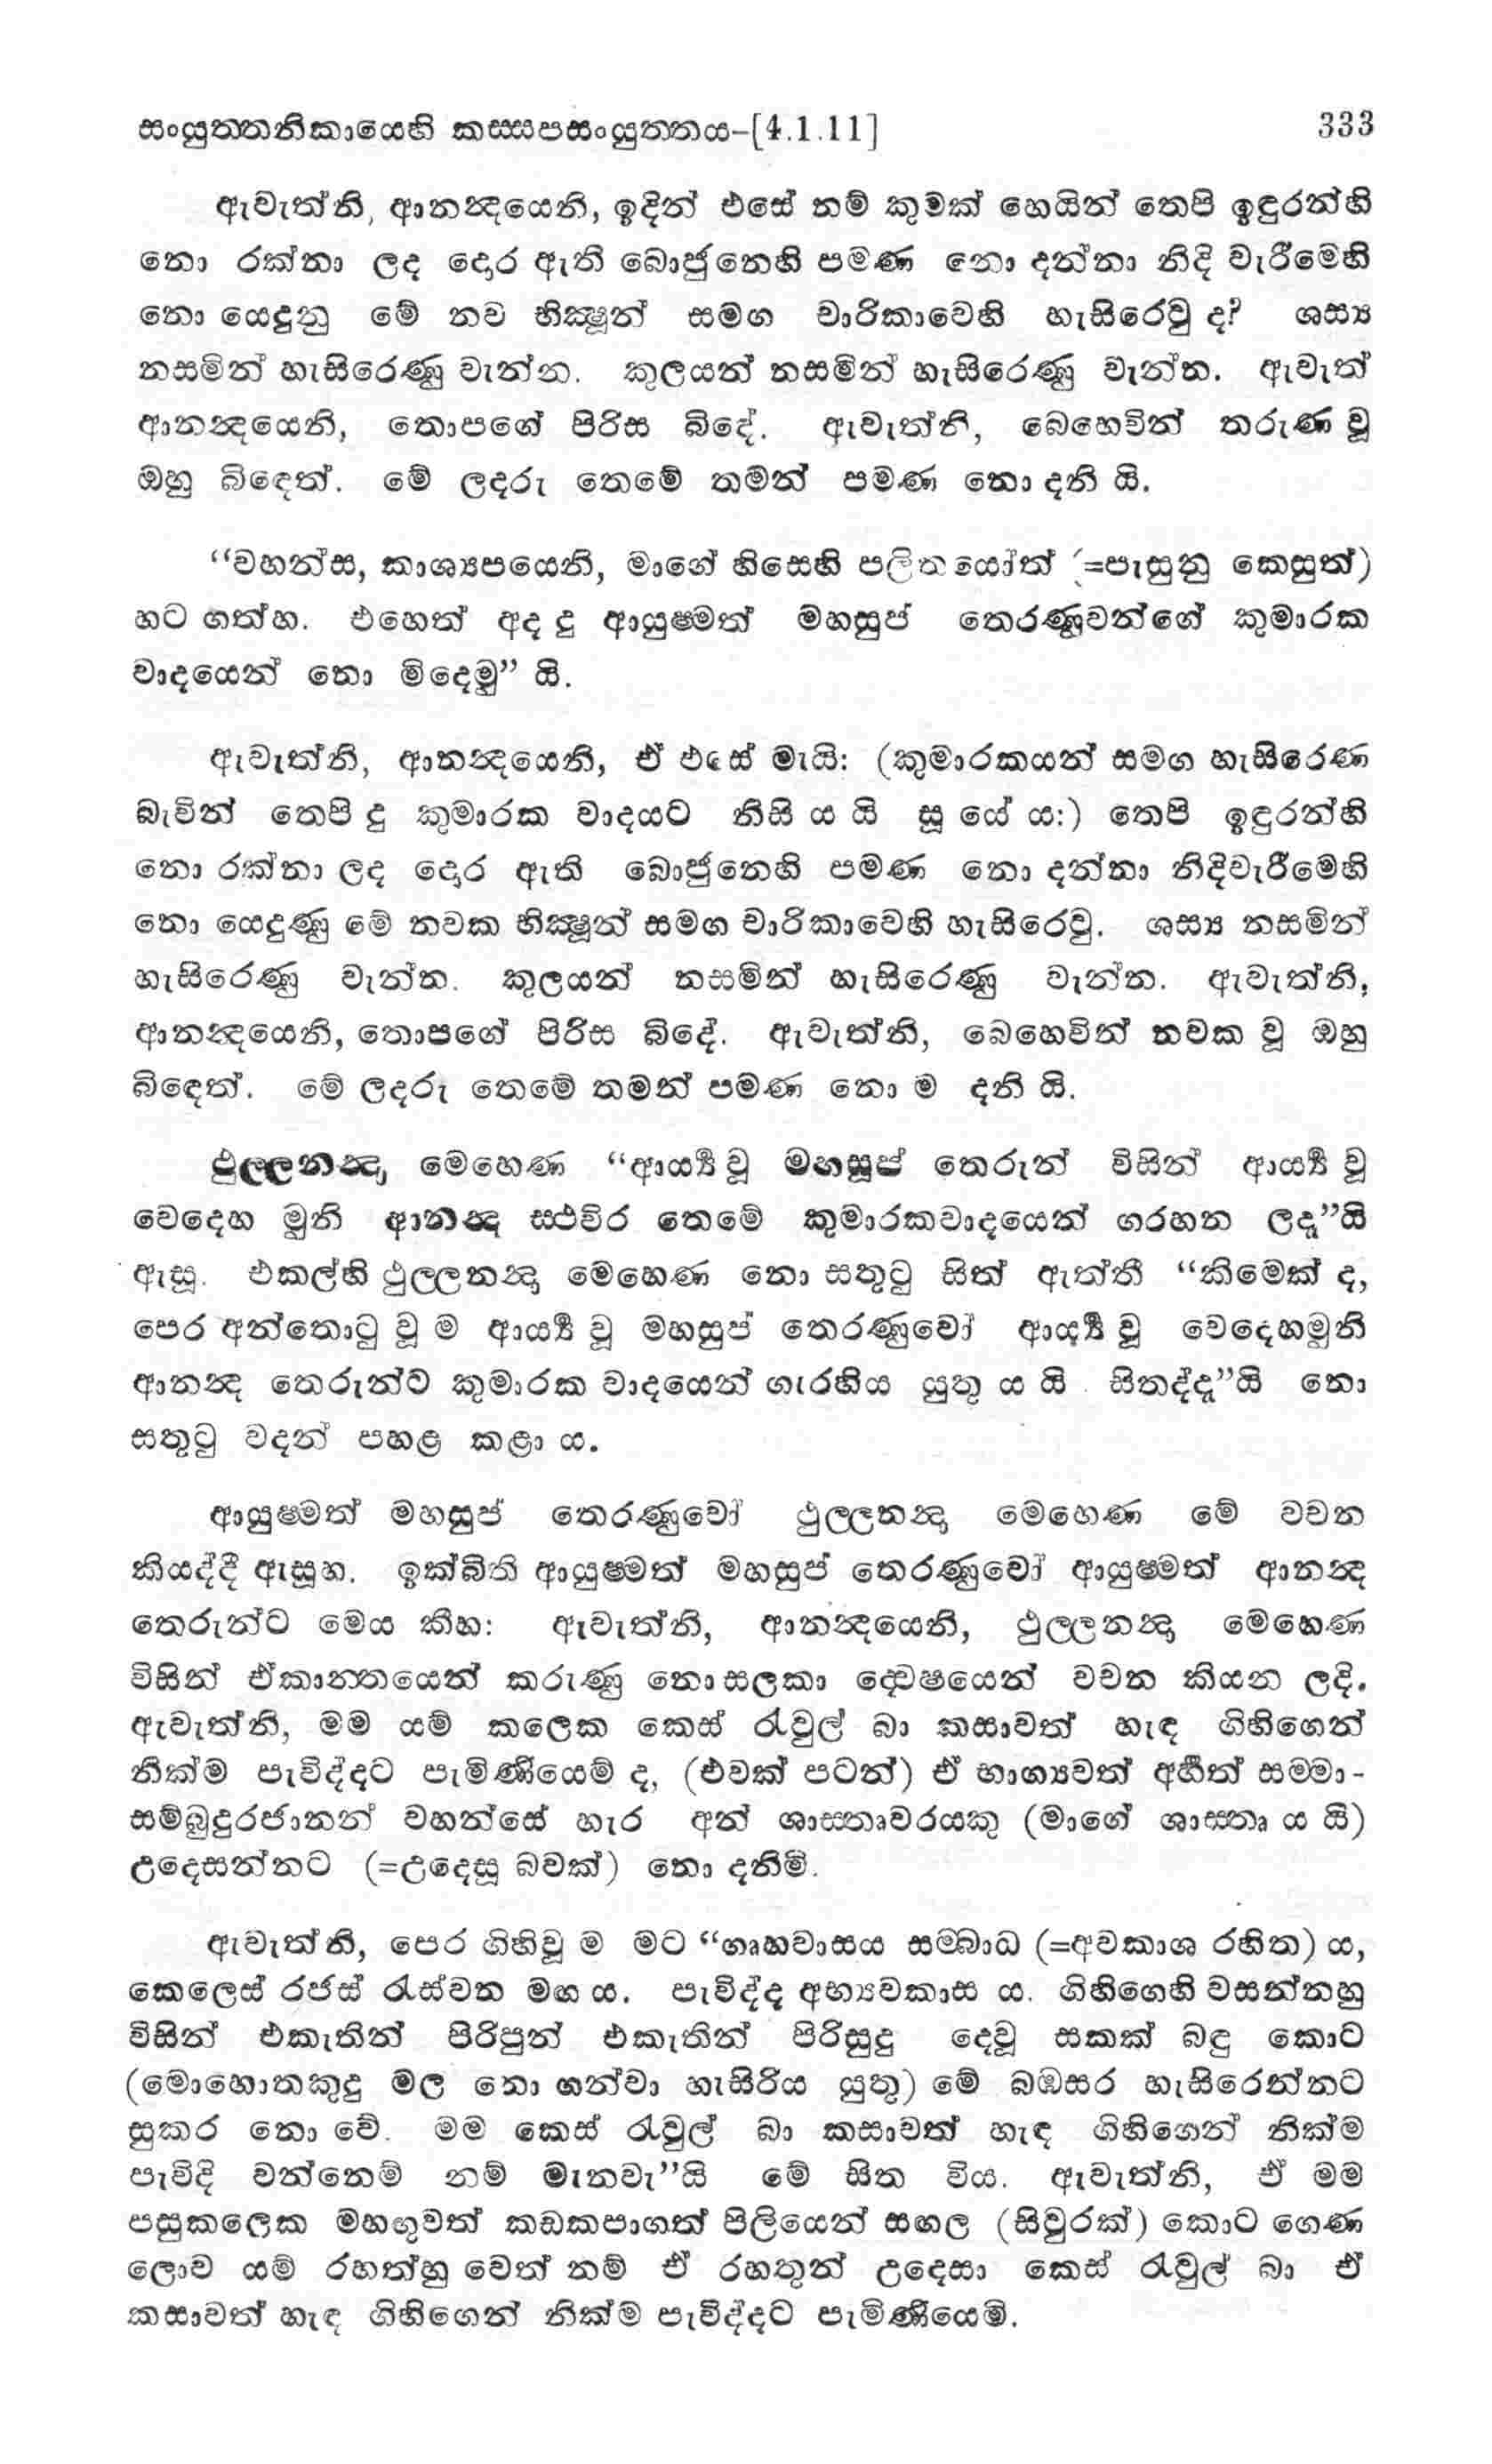 සංයුත්තනිකායෙහි කස්සපසංයුත්තය–[4.1.11] 333
ඇවැත්නි, ආනන්‍දයෙනි, ඉදින් එසේ නම් කුමක් හෙයින් තෙපි ඉඳුරන්හි
නො රක්නා ලද දොර ඇති බොජුනෙහි පමණ නො දන්නා නිදි වැරීමෙහි
නො යෙදුනු මේ නව භික්‍ෂූන් සමග චාරිකාවෙහි හැසිරෙවු ද? ශස්‍ය
නසමින් හැසිරෙණු වැන්න. කුලයන් නසමින් හැසිරෙණු වැන්න. ඇවැත්
ආනන්‍දයෙනි, තොපගේ පිරිස බිදේ. ඇවැත්නි, බෙහෙවින් තරුණ වූ
ඔහු බිඳෙත්. මේ ලදරු තෙමේ තමන් පමණ නො දනි යි.
“වහන්ස, කාශ්‍යපයෙනි, මාගේ හිසෙහි පලිතයෝත් (=පැසුනු කෙසුත්)
හට ගත්හ. එහෙත් අද දු ආයුෂ්මත් මහසුප් තෙරණුවන්ගේ කුමාරක
වාදයෙන් නො මිදෙමු” යි.
ඇවැත්නි, ආනන්‍දයෙනි, ඒ එසේ මැයි: (කුමාරකයන් සමග හැසිරෙණ
බැවින් තෙපි දු කුමාරක වාදයට නිසි ය යි සූ යේ ය:) තෙපි ඉඳුරන්හි
නො රක්නා ලද දොර ඇති බොජුනෙහි පමණ නො දන්නා නිදිවැරීමෙහි
නො යෙදුණු මේ නවක භික්‍ෂූන් සමග චාරිකාවෙහි හැසිරෙවු. ශස්‍ය නසමින්
හැසිරෙණු වැන්න. කුලයන් නසමින් හැසිරෙණු වැන්න. ඇවැත්නි,
ආනන්‍දයෙනි, තොපගේ පිරිස බිදේ. ඇවැත්නි, බෙහෙවින් නවක වූ ඔහු
බිඳෙත්. මේ ලදරු තෙමේ තමන් පමණ නො ම දනි යි.
ථුල්ලනන්‍දා මෙහෙණ “ආර්‍ය්‍ය වූ මහසූප් තෙරුන් විසින් ආර්‍ය්‍ය වූ
වෙදෙහ මුනි ආනන්‍ද ස්ථවිර තෙමේ කුමාරකවාදයෙන් ගරහන ලදූ”යි
ඇසූ. එකල්හි ථුල්ලනන්‍දා මෙහෙණ නො සතුටු සිත් ඇත්තී “කිමෙක් ද,
පෙර අන්තොටු වූ ම ආර්‍ය්‍ය වූ මහසුප් තෙරණුවෝ ආර්‍ය්‍ය වූ වෙදෙහමුනි
ආනන්‍ද තෙරුන්ට කුමාරක වාදයෙන් ගැරහිය යුතු ය යි සිතද්දූ”යි නො
සතුටු වදන් පහළ කළා ය.
ආයුෂ්මත් මහසුප් තෙරණුවෝ ථුල්ලනන්‍දා මෙහෙණ මේ වචන
කියද්දී ඇසූහ. ඉක්බිති ආයුෂ්මත් මහසුප් තෙරණුවෝ ආයුෂ්මත් ආනන්‍ද
තෙරුන්ට මෙය කීහ: ඇවැත්නි, ආනන්‍දයෙනි, ථුල්ලනන්‍දා මෙහෙණ
විසින් ඒකාන්තයෙන් කරුණු නොසලකා ද්වෙෂයෙන් වචන කියන ලදි.
ඇවැත්නි, මම යම් කලෙක කෙස් රැවුල් බා කසාවත් හැඳ ගිහිගෙන්
නික්ම පැවිද්දට පැමිණියෙම් ද, (එවක් පටන්) ඒ භාග්‍යවත් අර්‍හත් සම්මා-
සම්බුදුරජානන් වහන්සේ හැර අන් ශාස්තෘවරයකු (මාගේ ශාස්තෘ ය යි)
උදෙසන්නට (=උදෙසූ බවක්) නො දනිමි.
ඇවැත්නි, පෙර ගිහිවූ ම මට “ගෘහවාසය සම්බාධ (=අවකාශ රහිත) ය,
කෙලෙස් රජස් රැස්වන මඟ ය. පැවිද්ද අභ්‍යවකාස ය. ගිහිගෙහි වසන්නහු
විසින් එකැතින් පිරිපුන් එකැතින් පිරිසුදු දෙවූ සකක් බඳු කොට
(මොහොතකුදු මල නො ගන්වා හැසිරිය යුතු) මේ බඹසර හැසිරෙන්නට
සුකර නො වේ. මම කෙස් රැවුල් බා කසාවත් හැඳ ගිහිගෙන් නික්ම
පැවිදි වන්නෙම් නම් මැනවැ”යි මේ සිත විය. ඇවැත්නි, ඒ මම
පසුකලෙක මහඟුවත් කඩකපාගත් පිලියෙන් සඟල (සිවුරක්) කොට ගෙණ
ලොව යම් රහත්හු වෙත් නම් ඒ රහතුන් උදෙසා කෙස් රැවුල් බා ඒ
කසාවත් හැඳ ගිහිගෙන් නික්ම පැවිද්දට පැමිණියෙමි.